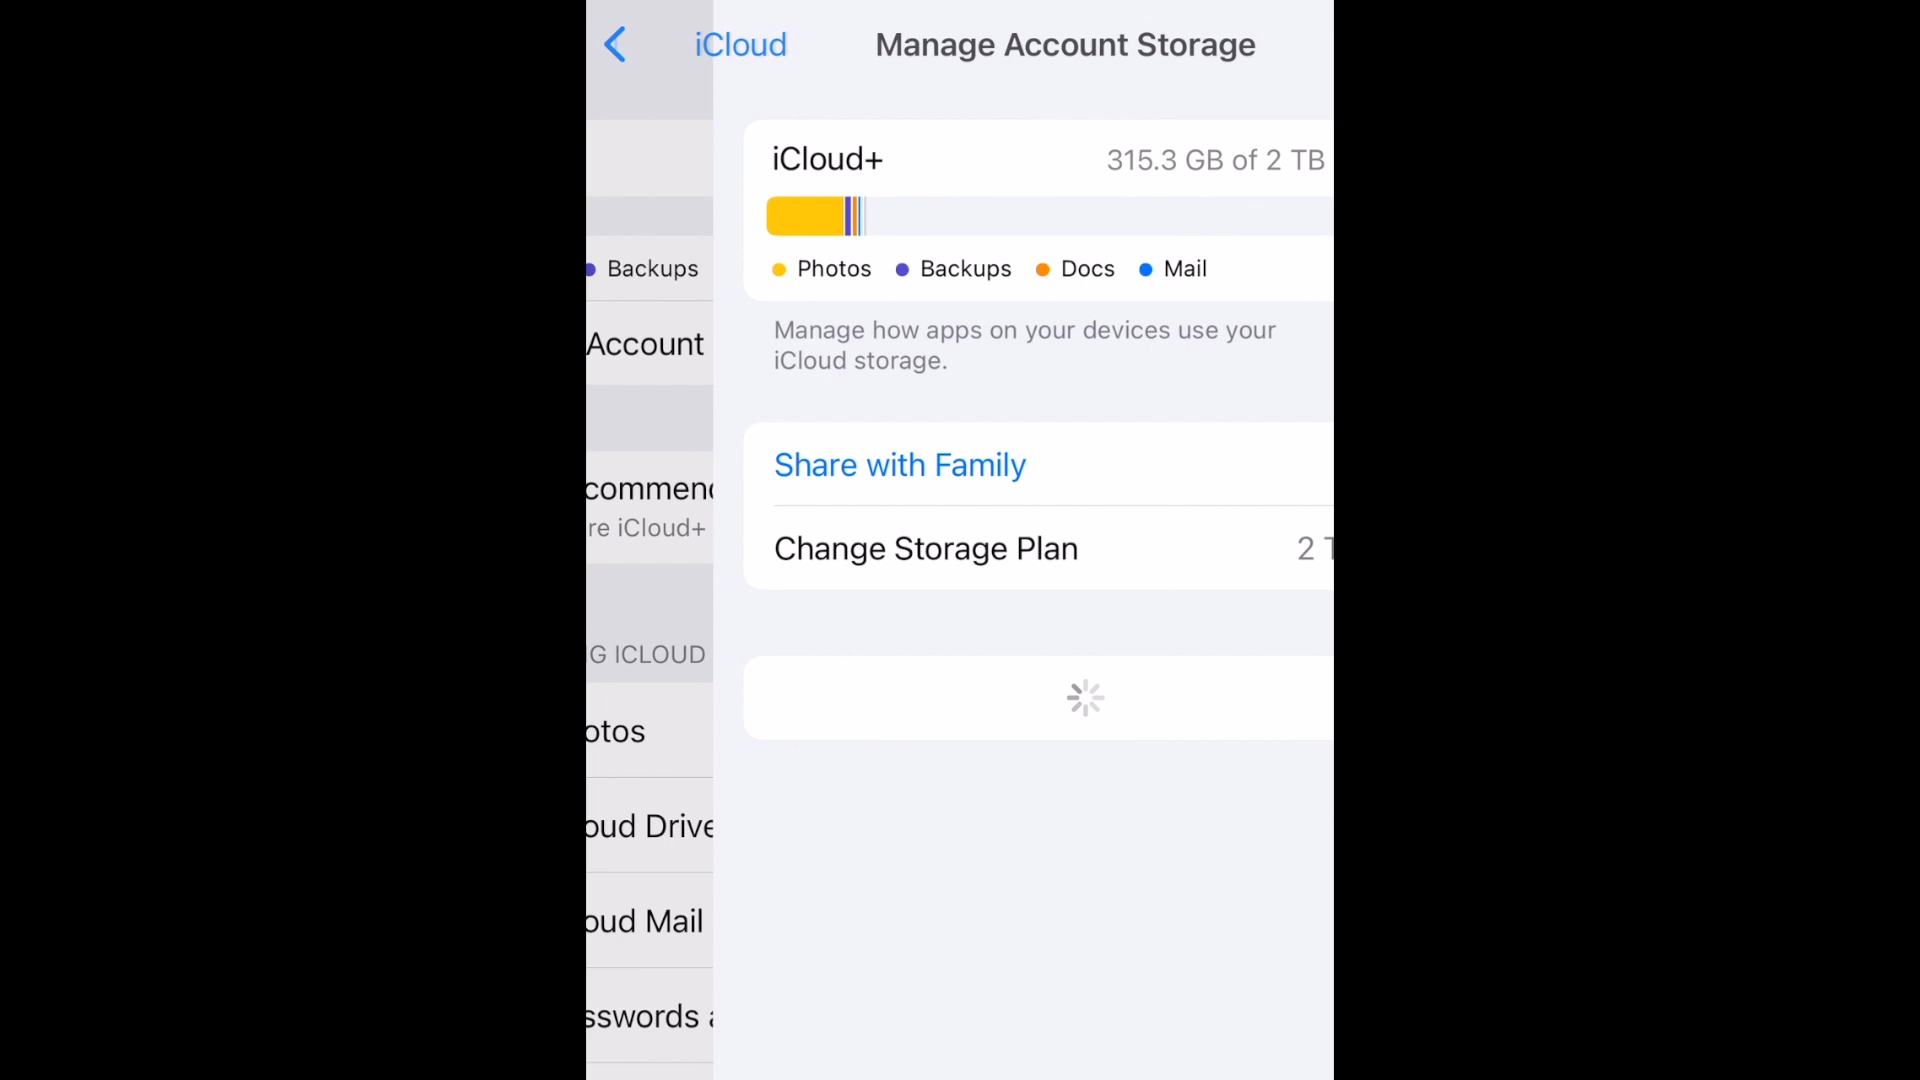 iCloud
Manage Account Storage
iCloud+
315.3 GB of 2 TB
Photos
Backups
Docs
Mail
Manage how apps on your devices use your
iCloud storage.
Share with Family
Change Storage Plan
2 T
Backups
Account
commend
re iCloud+
G ICLOUD
otos
oud Drive
oud Mail
sswords a